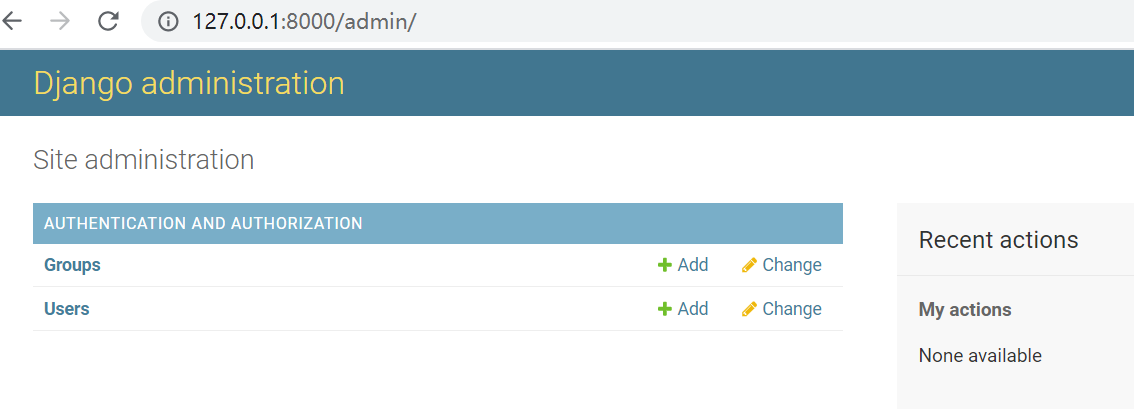 127.0.0.1:8000/admin/
Django administration
Site administration
AUTHENTICATION AND AUTHORIZATION
Groups Add Change
Users Add Change
Recent actions
My actions
None available